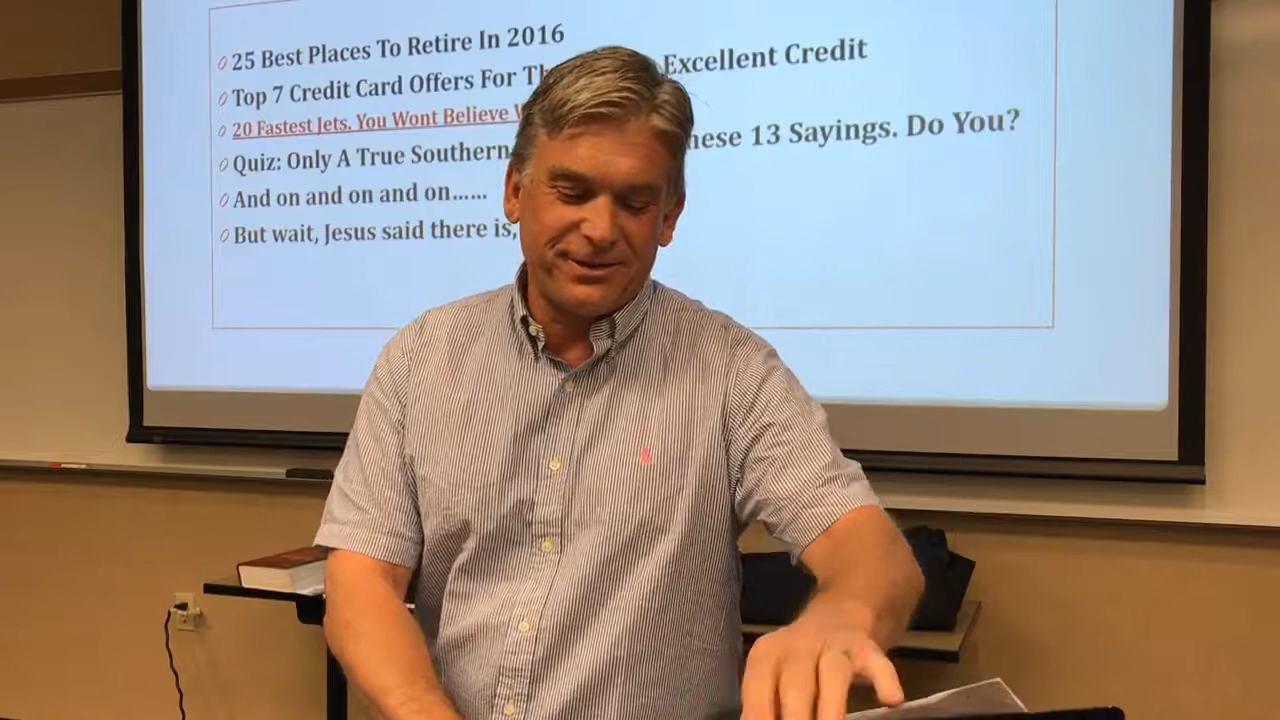 25 Best Places To Retire In 2016
Top 7 Credit Card Offers For Excellent Credit
20 Fastest Jets. You Wont Believe
Quiz: Only A True Southern 13 Sayings. Do You?
And on and on and on......
But wait, Jesus said there is,